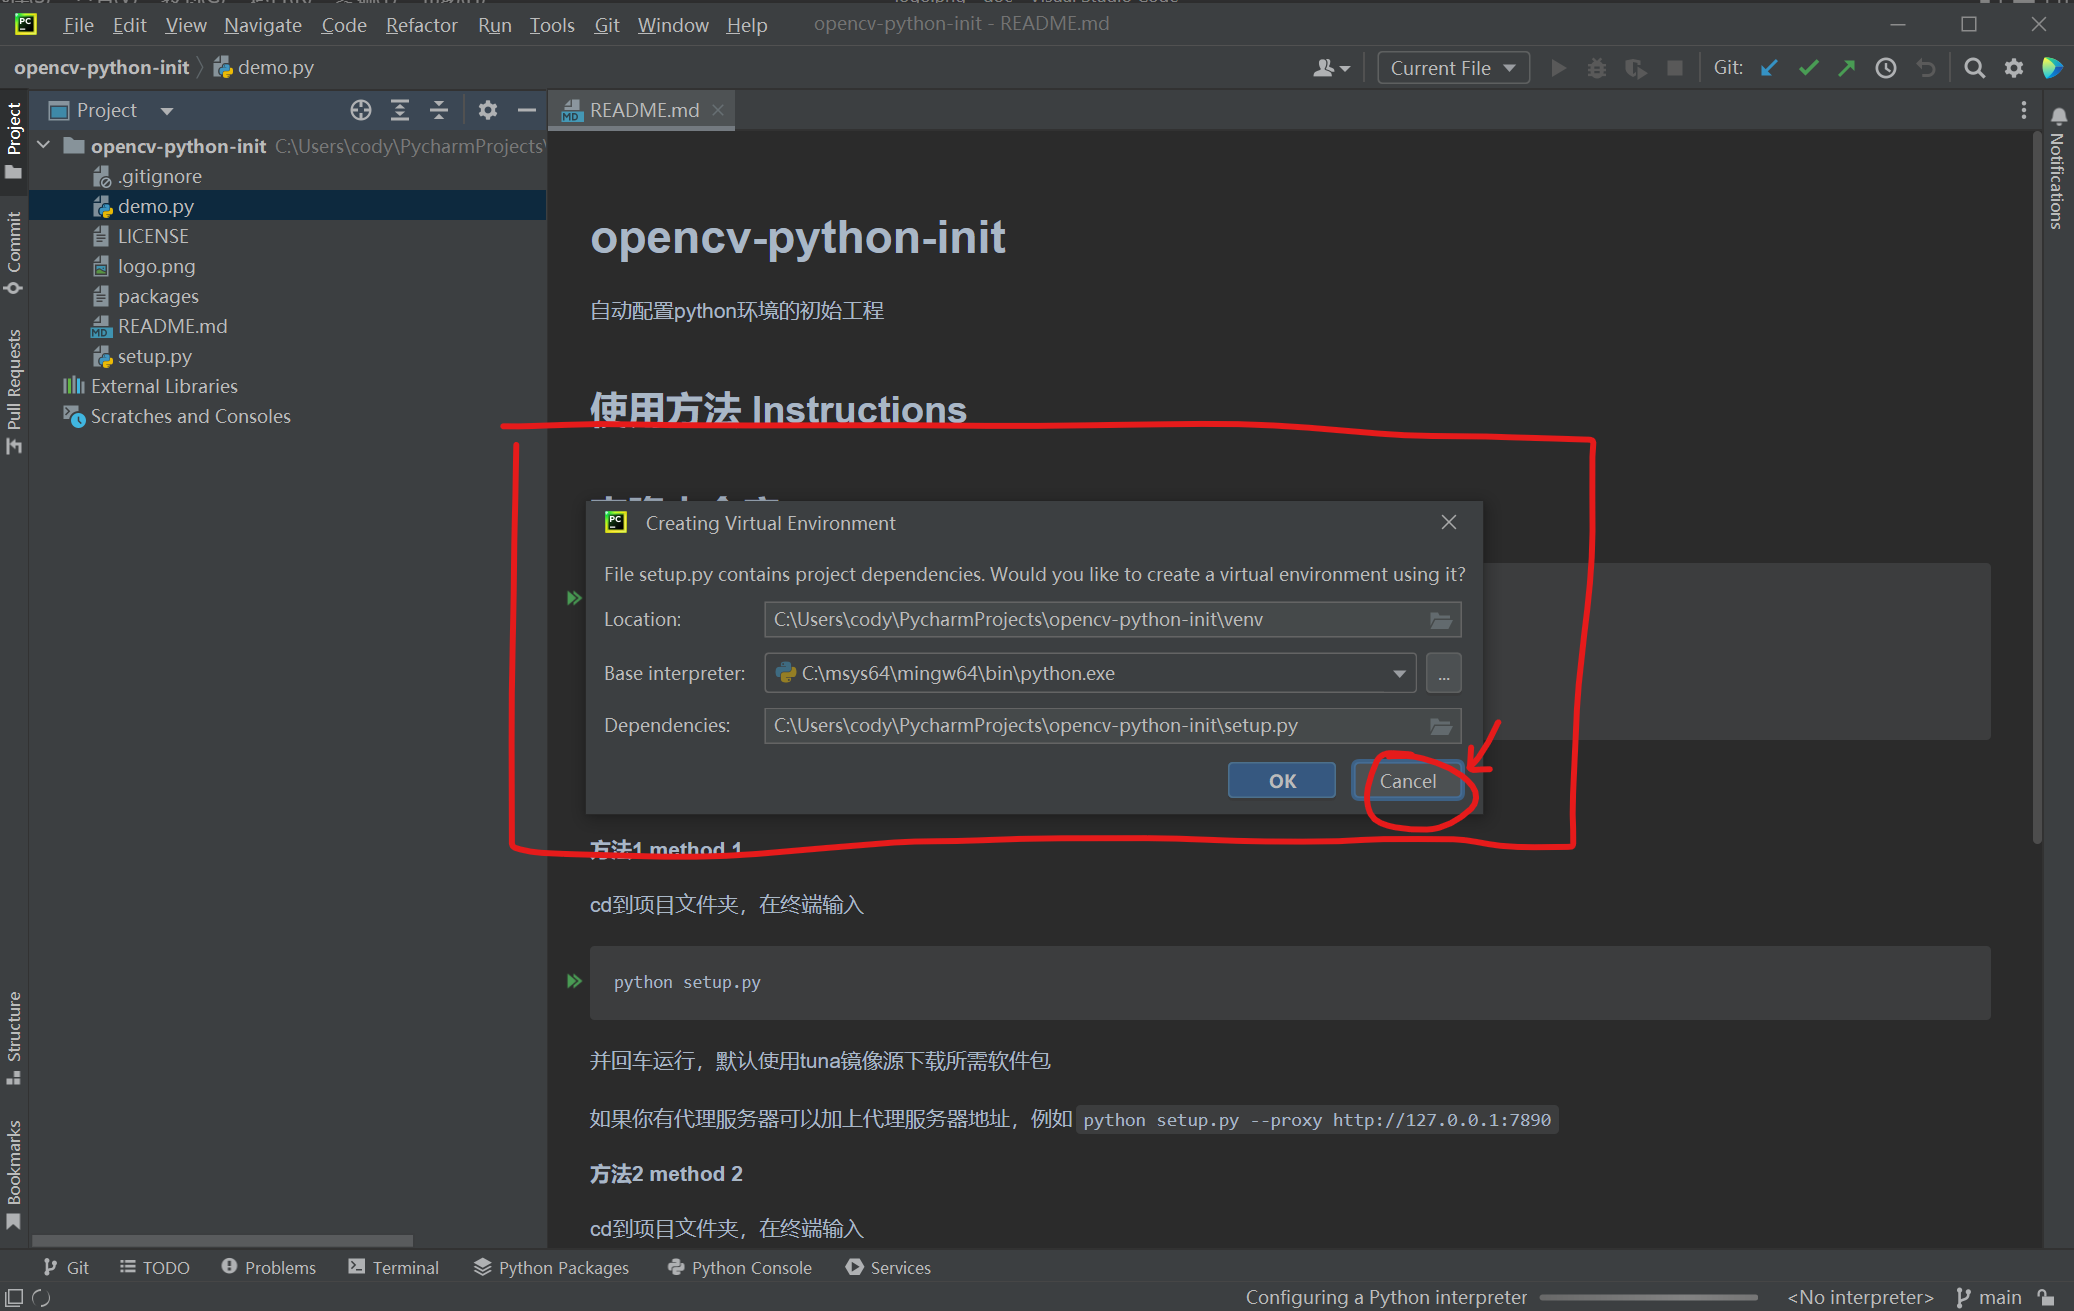 File Edit View Navigate Code Refactor Run Tools Git Window Help opencv-python-init - README.md
opencv-python-init demo.py Current File Git:
Project
README.md
opencv-python-init C:\Users\cody\PycharmProjects\
.gitignore
demo.py
LICENSE
logo.png
packages
README.md
setup.py
External Libraries
Scratches and Consoles
Project
Commit
Pull Requests
Structure
Bookmarks
Notifications
opencv-python-init
自动配置python环境的初始工程
使用方法 Instructions
Creating Virtual Environment
File setup.py contains project dependencies. Would you like to create a virtual environment using it?
Location: C:\Users\cody\PycharmProjects\opencv-python-init\venv
Base interpreter: C:\msys64\mingw64\bin\python.exe ...
Dependencies: C:\Users\cody\PycharmProjects\opencv-python-init\setup.py
OK Cancel
方法1 method 1
cd到项目文件夹，在终端输入
python setup.py
并回车运行，默认使用tuna镜像源下载所需软件包
如果你有代理服务器可以加上代理服务器地址，例如 python setup.py --proxy http://127.0.0.1:7890
方法2 method 2
cd到项目文件夹，在终端输入
Git TODO Problems Terminal Python Packages Python Console Services
Configuring a Python interpreter <No interpreter> main